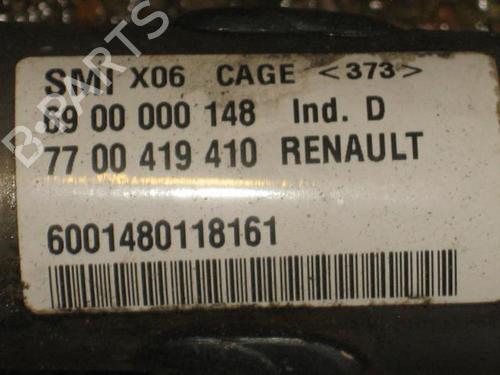 B-PARTS
SMI X06 CAGE <373>
69 00 000 148 Ind. D
77 00 419 410 RENAULT
6001480118161